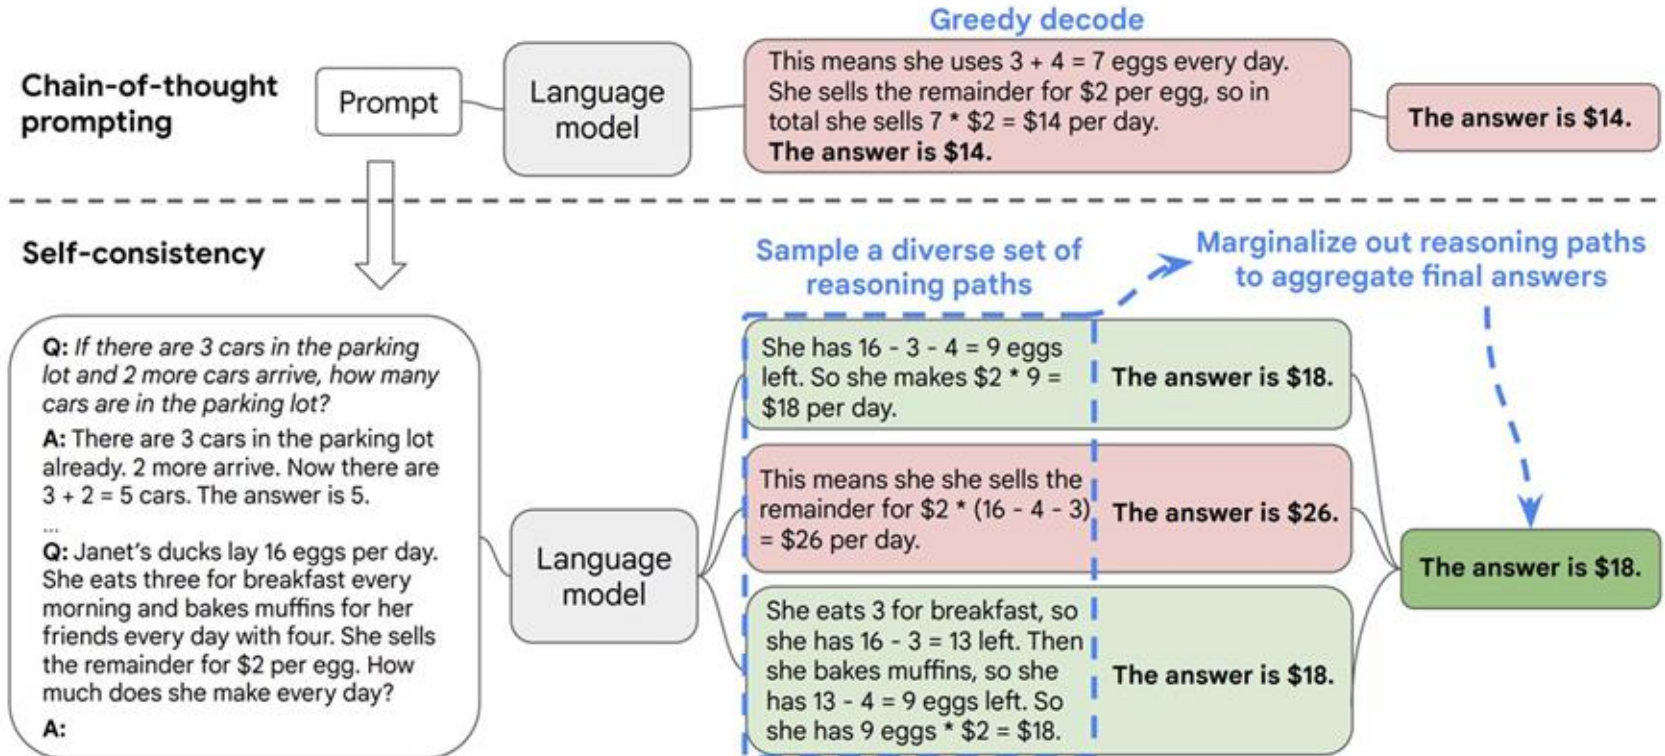 Greedy decode
Chain-of-thought
prompting
Prompt
Language
model
This means she uses 3 + 4 = 7 eggs every day.
She sells the remainder for $2 per egg, so in
total she sells 7 * $2 = $14 per day.
The answer is $14.
The answer is $14.
Self-consistency
Sample a diverse set of
reasoning paths
Marginalize out reasoning paths
to aggregate final answers
Q: If there are 3 cars in the parking
lot and 2 more cars arrive, how many
cars are in the parking lot?
A: There are 3 cars in the parking lot
already. 2 more arrive. Now there are
3 + 2 = 5 cars. The answer is 5.
...
Q: Janet's ducks lay 16 eggs per day.
She eats three for breakfast every
morning and bakes muffins for her
friends every day with four. She sells
the remainder for $2 per egg. How
much does she make every day?
A:
Language
model
She has 16 - 3 - 4 = 9 eggs
left. So she makes $2 * 9 =
$18 per day.
The answer is $18.
This means she she sells the
remainder for $2 * (16 - 4 - 3)
= $26 per day.
The answer is $26.
She eats 3 for breakfast, so
she has 16 - 3 = 13 left. Then
she bakes muffins, so she
has 13 - 4 = 9 eggs left. So
she has 9 eggs * $2 = $18.
The answer is $18.
The answer is $18.